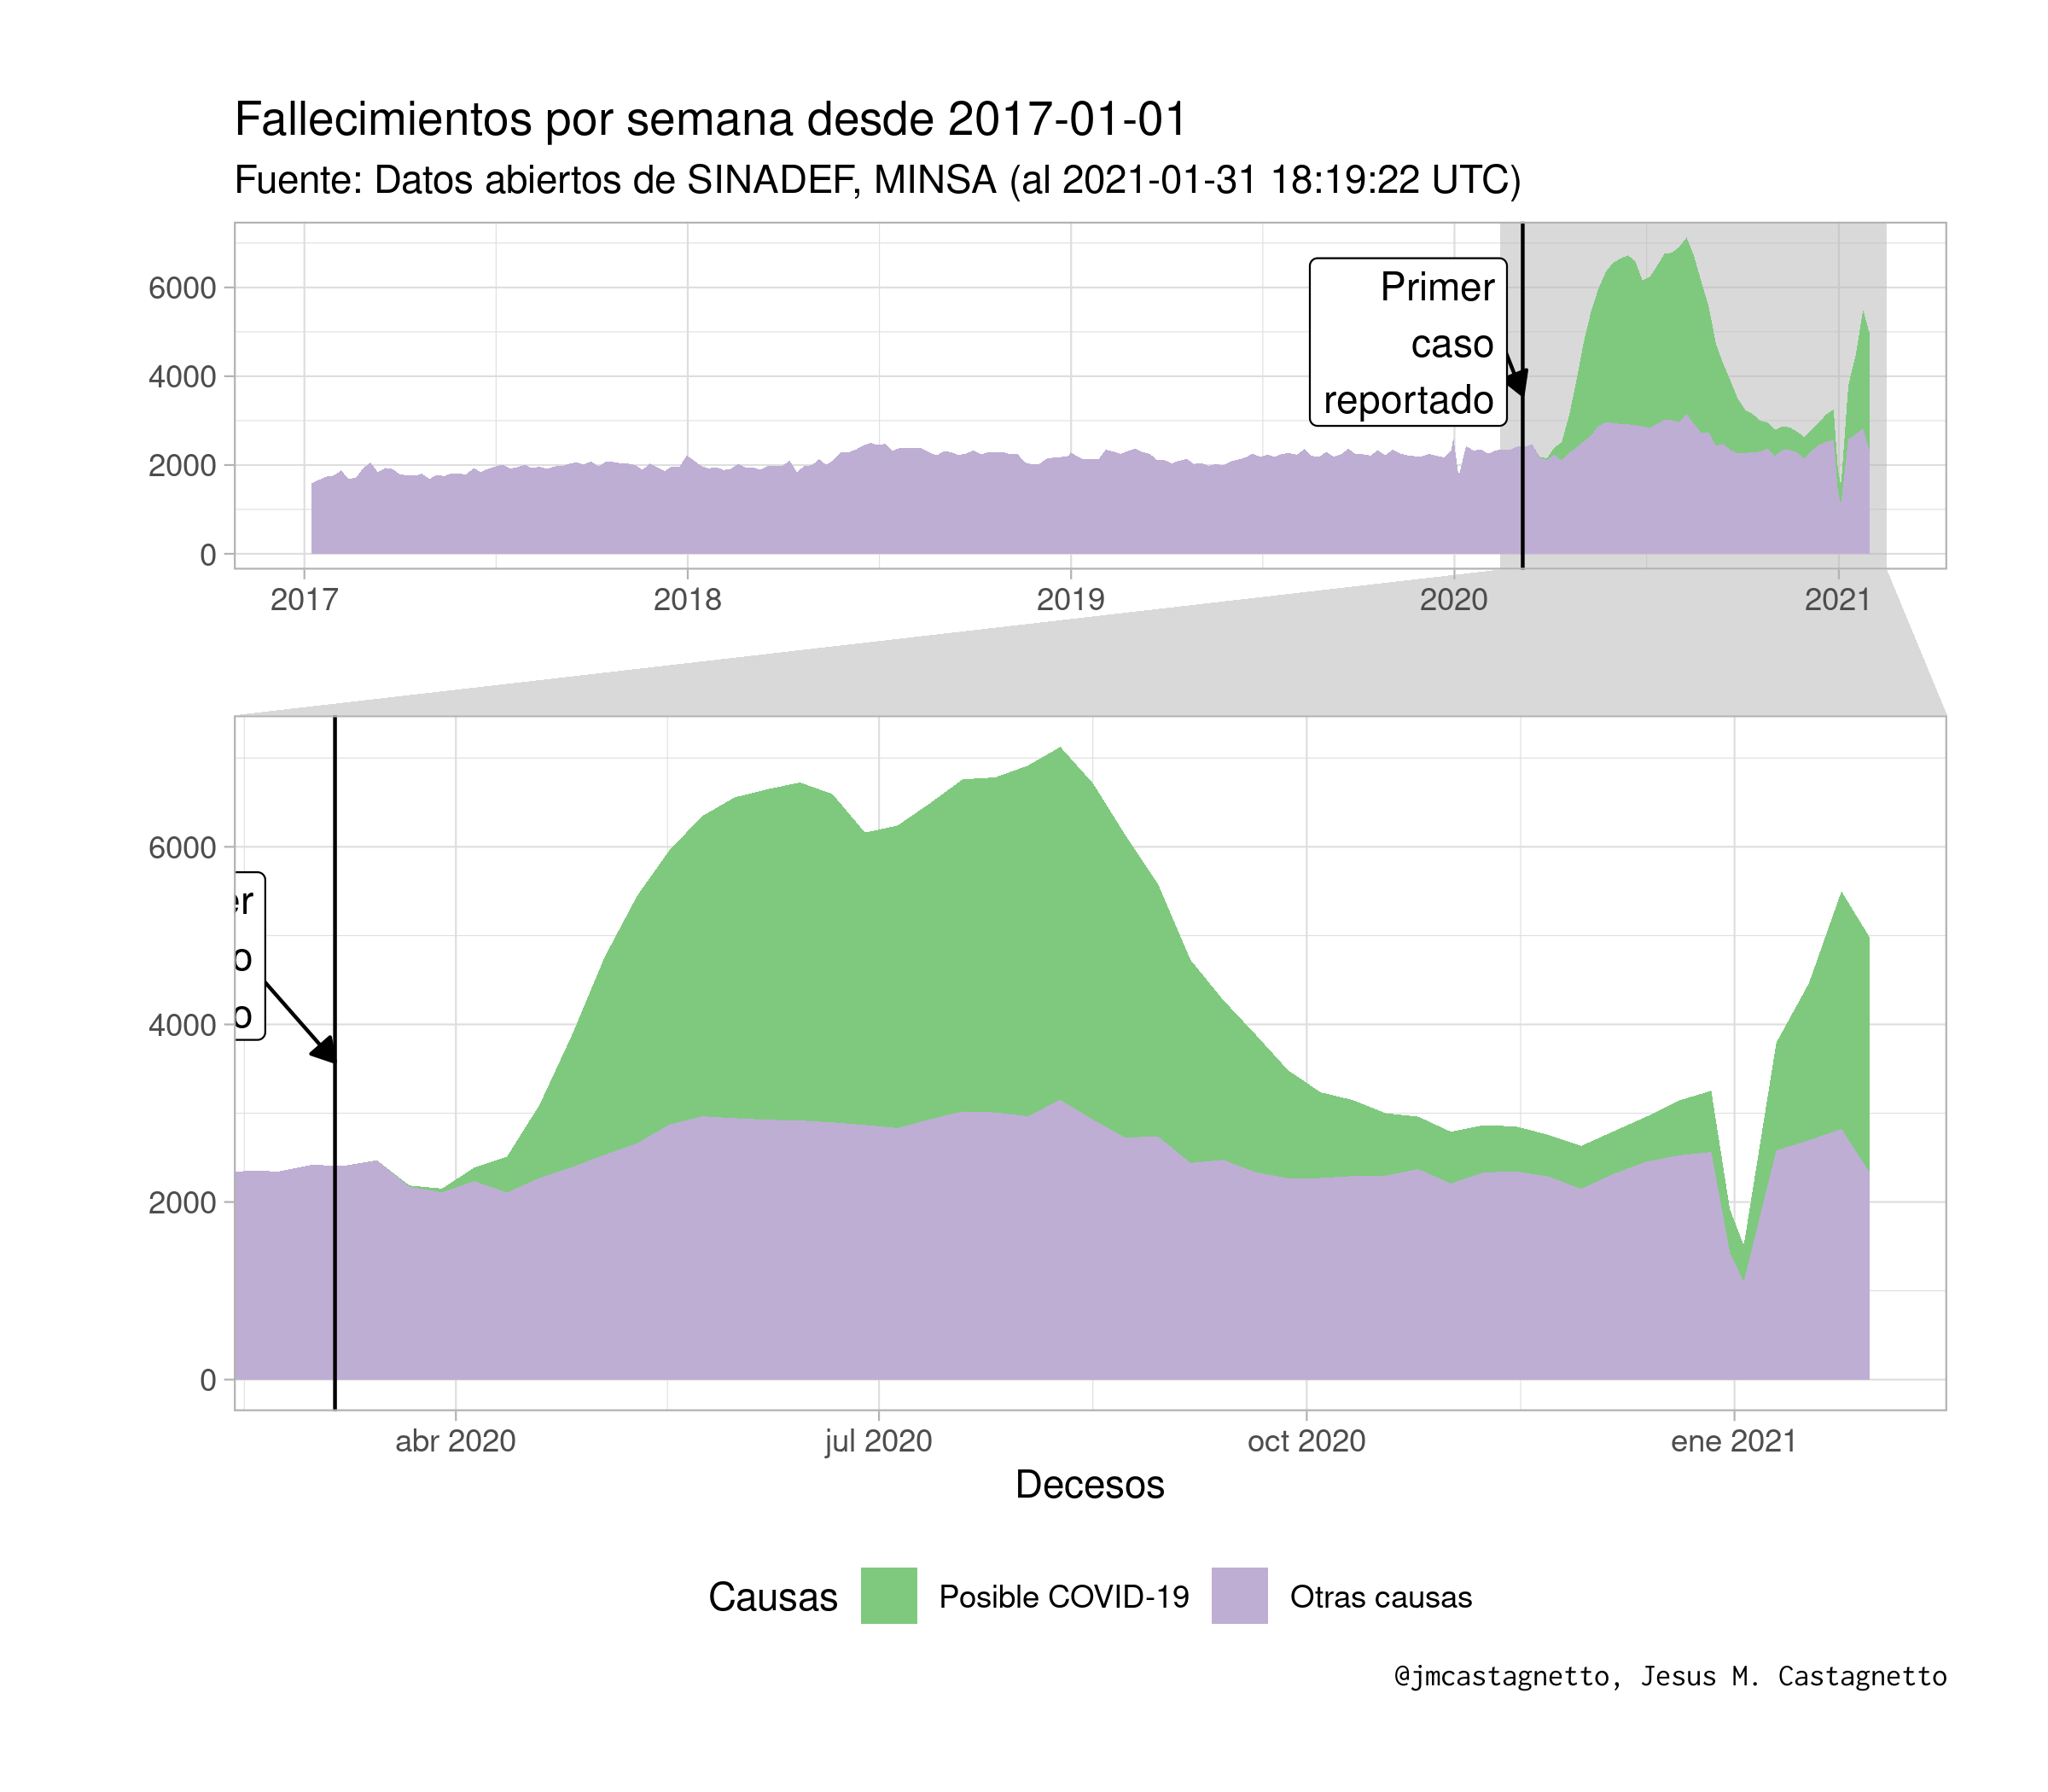 Fallecimientos por semana desde 2017-01-01
Fuente: Datos abiertos de SINADEF, MINSA (al 2021-01-31 18:19:22 UTC)
6000
4000
2000
0
Primer
caso
reportado
2017
2018
2019
2020
2021
6000
4000
2000
0
er
o
o
abr 2020
jul 2020
oct 2020
ene 2021
Decesos
Causas
Posible COVID-19
Otras causas
@jmcastagnetto, Jesus M. Castagnetto